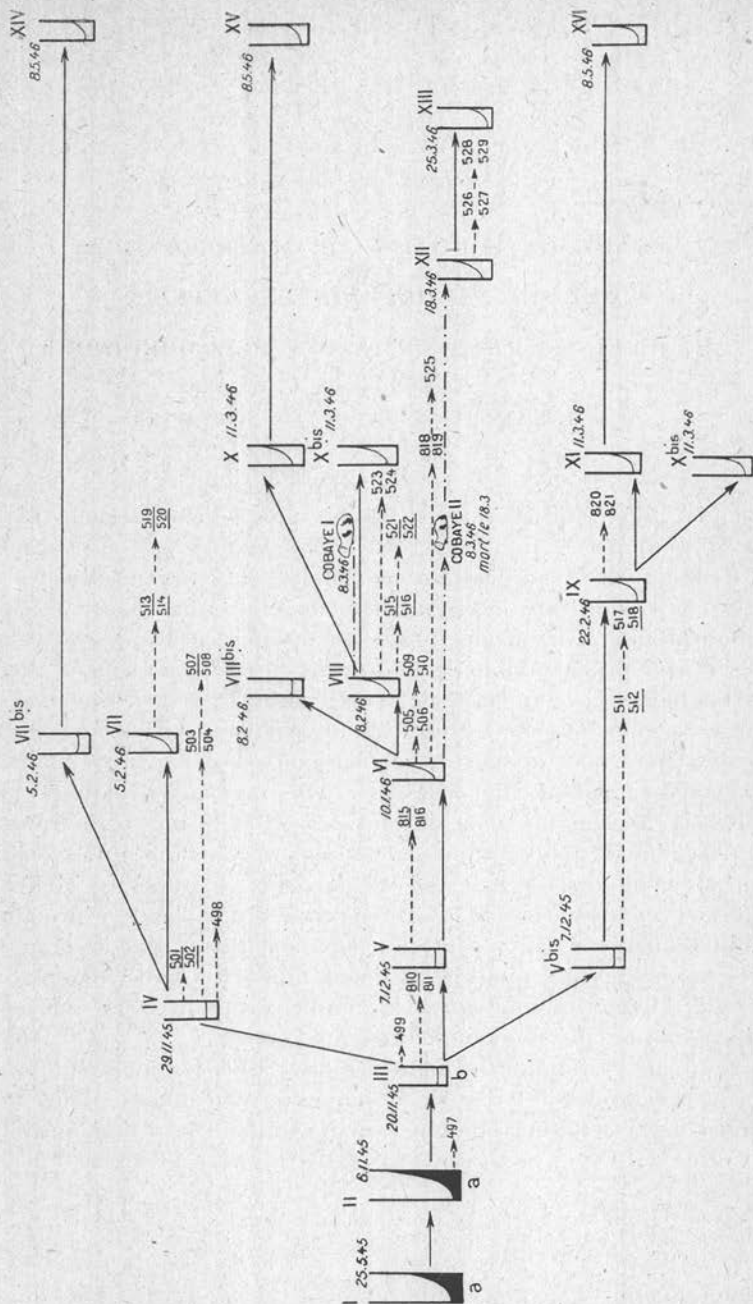 I
25.5.45
a
II
6.11.45
a
497
III
20.11.45
b
499
810
811
IV
29.11.45
501
502
498
V
7.12.45
815
816
V bis
7.12.45
511
512
VI
10.1.46
505
506
509
510
818
819
525
VII bis
5.2.46
VII
5.2.46
503
504
507
508
513
514
519
520
VIII bis
8.2.46
VIII
8.2.46
515
516
521
522
523
524
COBAYE I
8.3.46
COBAYE II
8.3.46
mort le 18.3
IX
22.2.46
517
518
820
821
X
11.3.46
X bis
11.3.46
XI
11.3.46
X bis
11.3.46
XII
18.3.46
526
527
528
529
XIII
25.3.46
XIV
8.5.46
XV
8.5.46
XVI
8.5.46